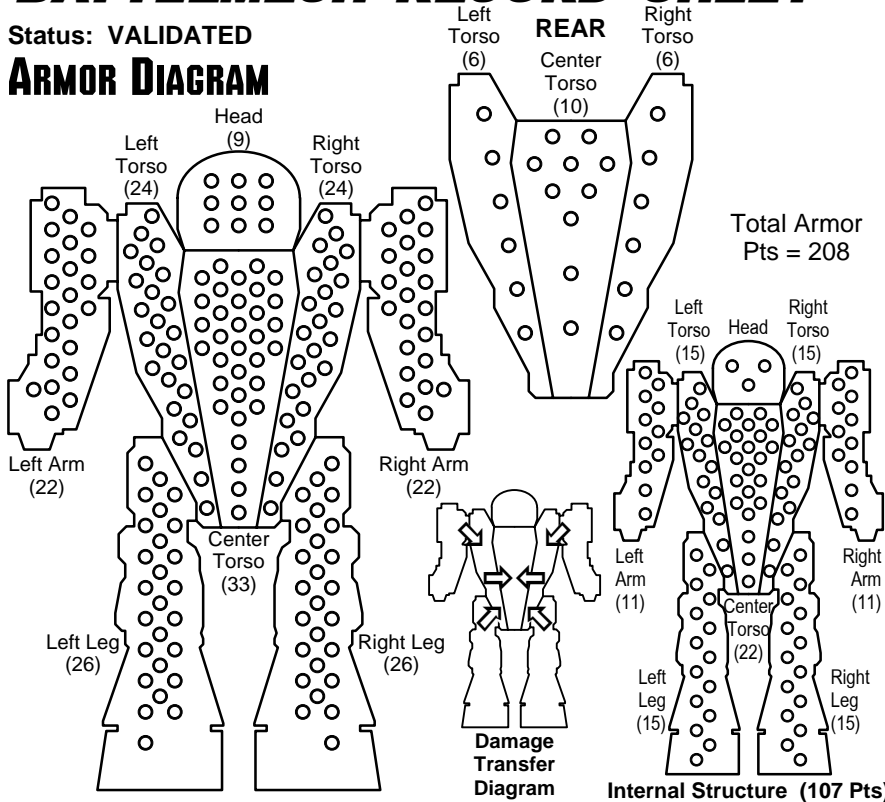 BATTLEMECH RECORD SHEET
Status: VALIDATED
ARMOR DIAGRAM
Head
(9)
Left
Torso
(24)
Right
Torso
(24)
Left Arm
(22)
Right Arm
(22)
Center
Torso
(33)
Left Leg
(26)
Right Leg
(26)
REAR
Left
Torso
(6)
Center
Torso
(10)
Right
Torso
(6)
Total Armor
Pts = 208
Left
Torso
(15)
Head
Right
Torso
(15)
Left
Arm
(11)
Right
Arm
(11)
Center
Torso
(22)
Left
Leg
(15)
Right
Leg
(15)
Damage
Transfer
Diagram
Internal Structure (107 Pts)